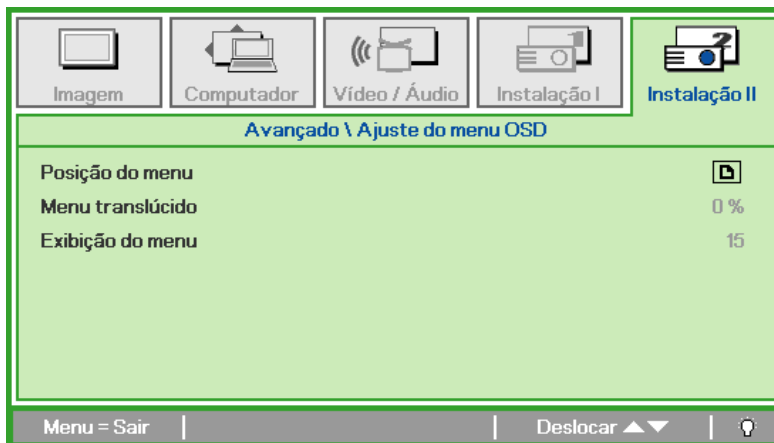 Imagem
Computador
Vídeo / Áudio
Instalação I
Instalação II
Avançado \ Ajuste do menu OSD
Posição do menu
Menu translúcido 0 %
Exibição do menu 15
Menu = Sair Deslocar ▲▼